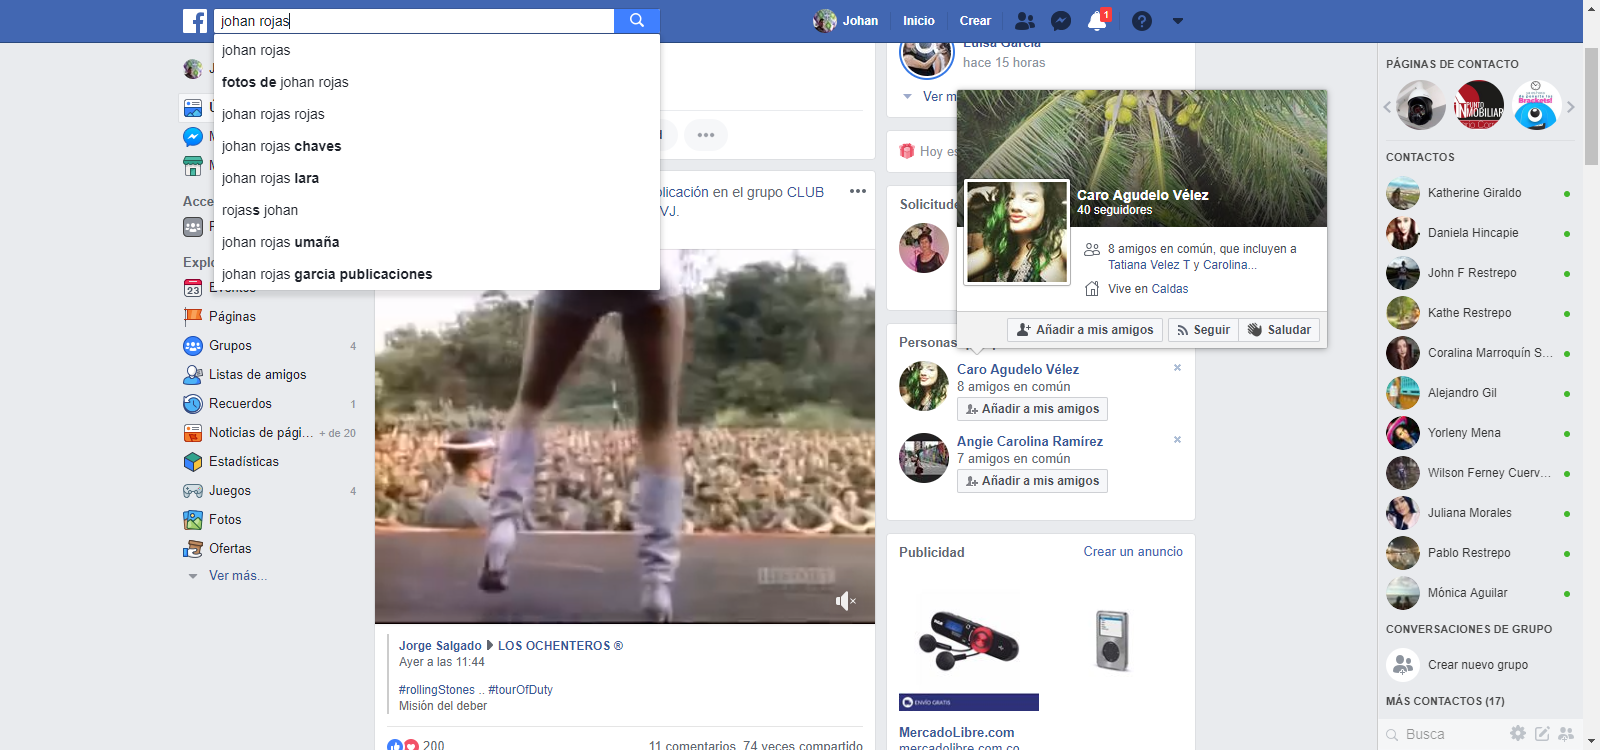 johan rojas
Johan
Inicio
Crear
1
johan rojas
fotos de johan rojas
johan rojas rojas
johan rojas chaves
johan rojas lara
rojass johan
johan rojas umaña
johan rojas garcia publicaciones
Acce
Explo
23
Eventos
Páginas
Grupos 4
Listas de amigos
Recuerdos 1
Noticias de pági... + de 20
Estadísticas
Juegos 4
Fotos
Ofertas
Ver más...
blicación en el grupo CLUB
VJ.
Jorge Salgado LOS OCHENTEROS ®
Ayer a las 11:44
#rollingStones .. #tourOfDuty
Misión del deber
200
11 comentarios 74 veces compartido
Luisa García
hace 15 horas
Ver m
Hoy es
Solicitude
Caro Agudelo Vélez
40 seguidores
8 amigos en común, que incluyen a
Tatiana Velez T y Carolina...
Vive en Caldas
Añadir a mis amigos
Seguir
Saludar
Personas
Caro Agudelo Vélez
8 amigos en común
Añadir a mis amigos
Angie Carolina Ramírez
7 amigos en común
Añadir a mis amigos
Publicidad
Crear un anuncio
ENVÍO GRATIS
MercadoLibre.com
mercadolibre.com.co
PÁGINAS DE CONTACTO
PUNTO
INMOBILIAR
Brackets!
CONTACTOS
Katherine Giraldo
Daniela Hincapie
John F Restrepo
Kathe Restrepo
Coralina Marroquín S...
Alejandro Gil
Yorleny Mena
Wilson Ferney Cuerv...
Juliana Morales
Pablo Restrepo
Mónica Aguilar
CONVERSACIONES DE GRUPO
Crear nuevo grupo
MÁS CONTACTOS (17)
Busca